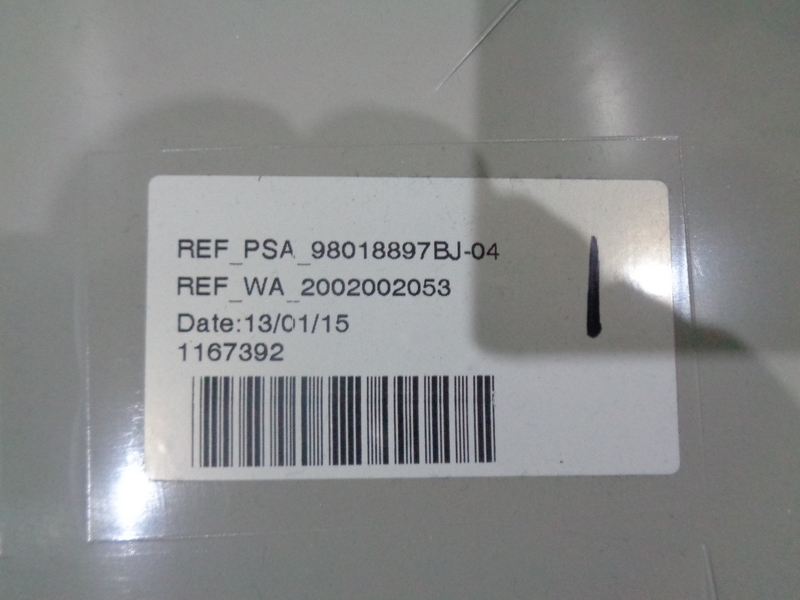 REF_PSA_98018897BJ-04
REF_WA_2002002053
Date:13/01/15
1167392